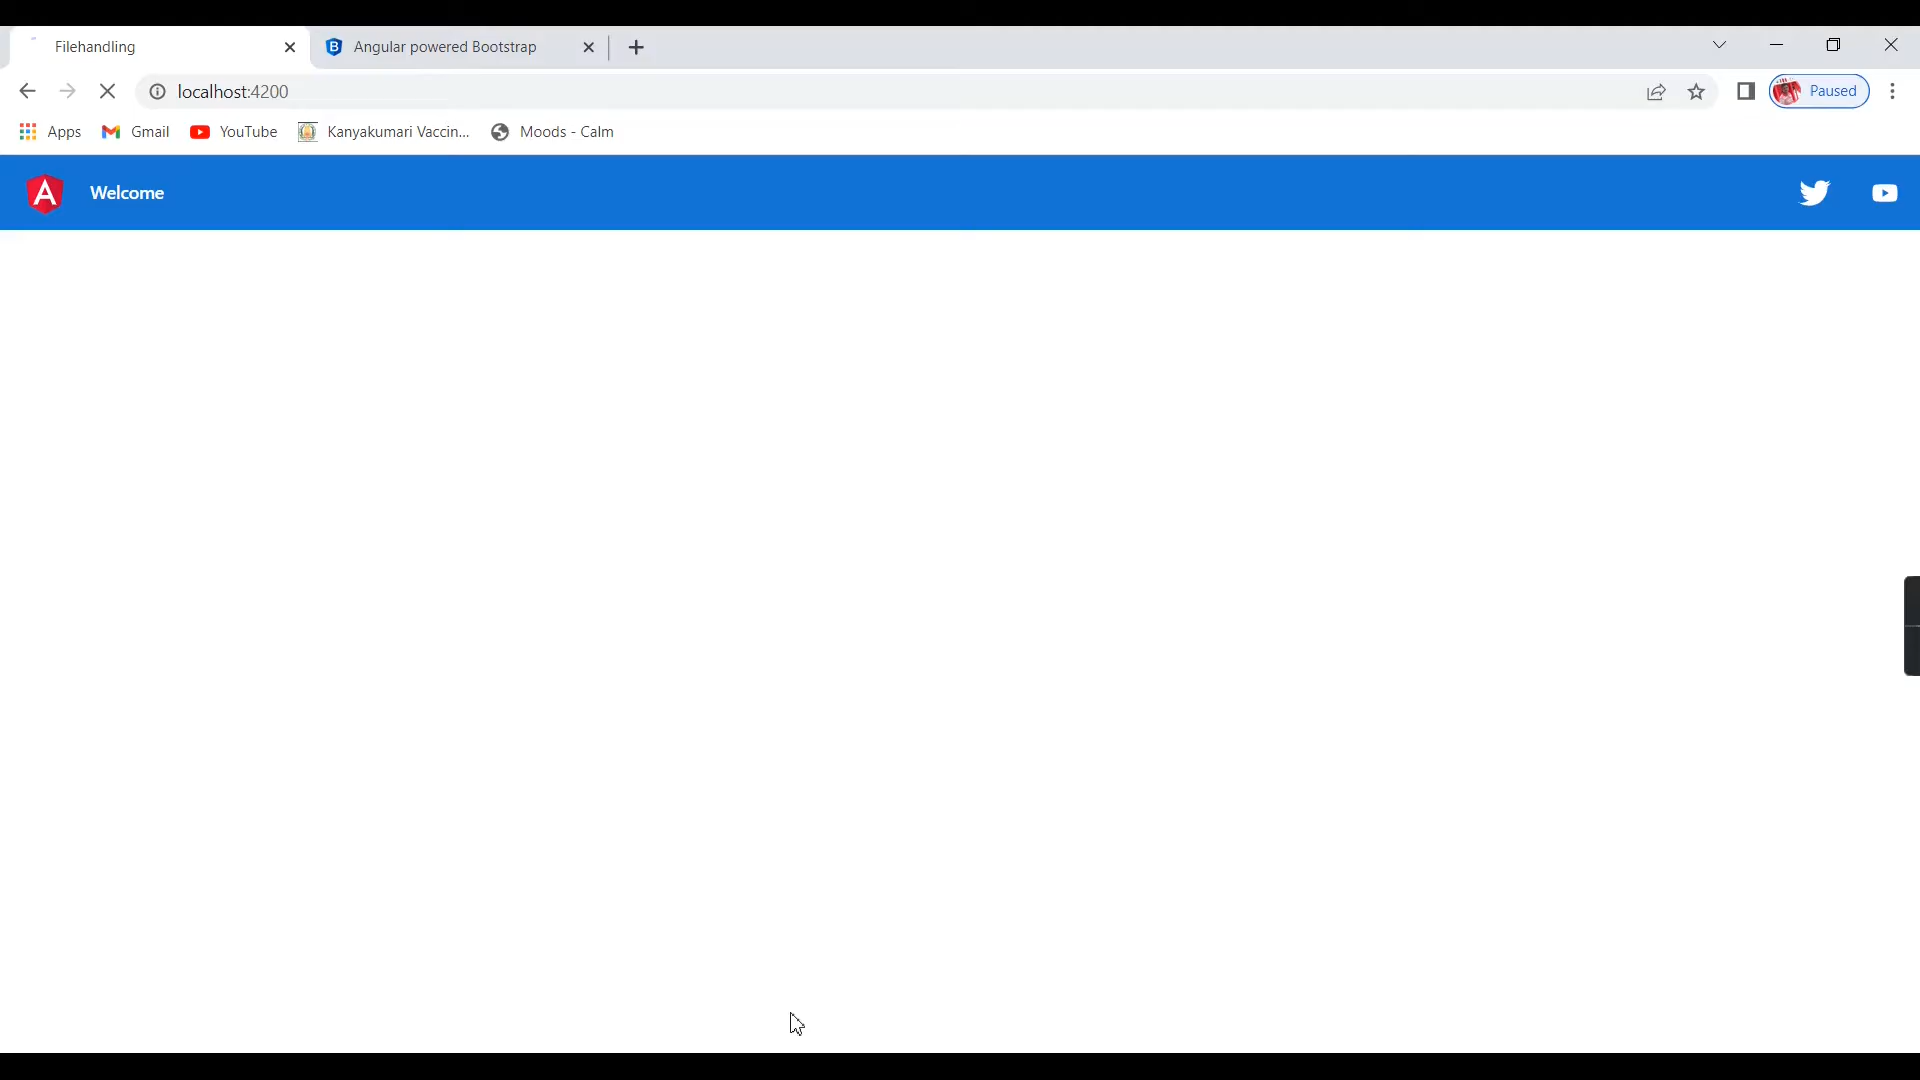 Filehandling
Angular powered Bootstrap
localhost:4200
Paused
Apps
Gmail
YouTube
Kanyakumari Vaccin...
Moods - Calm
Welcome